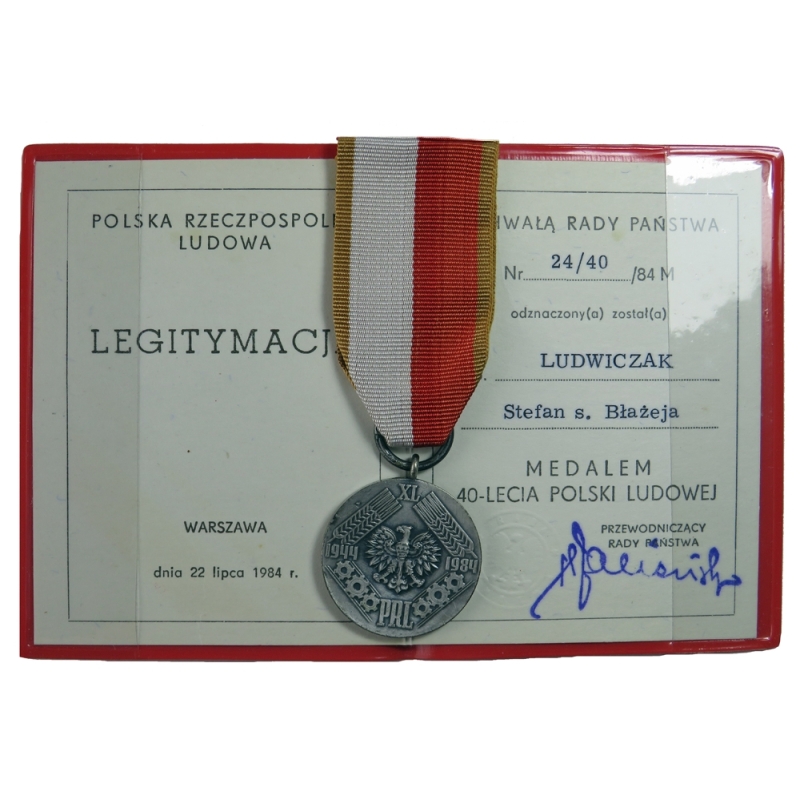 POLSKA RZECZPOSPOLI
LUDOWA
LEGITYMACJ
WARSZAWA
dnia 22 lipca 1984 r.
HWAŁĄ RADY PAŃSTWA
Nr 24/40 /84 M
odznaczony(a) został(a)
LUDWICZAK
Stefan s. Błażeja
MEDALEM
40-LECIA POLSKI LUDOWEJ
PRZEWODNICZĄCY
RADY PAŃSTWA
XL
1944 1984
PRL